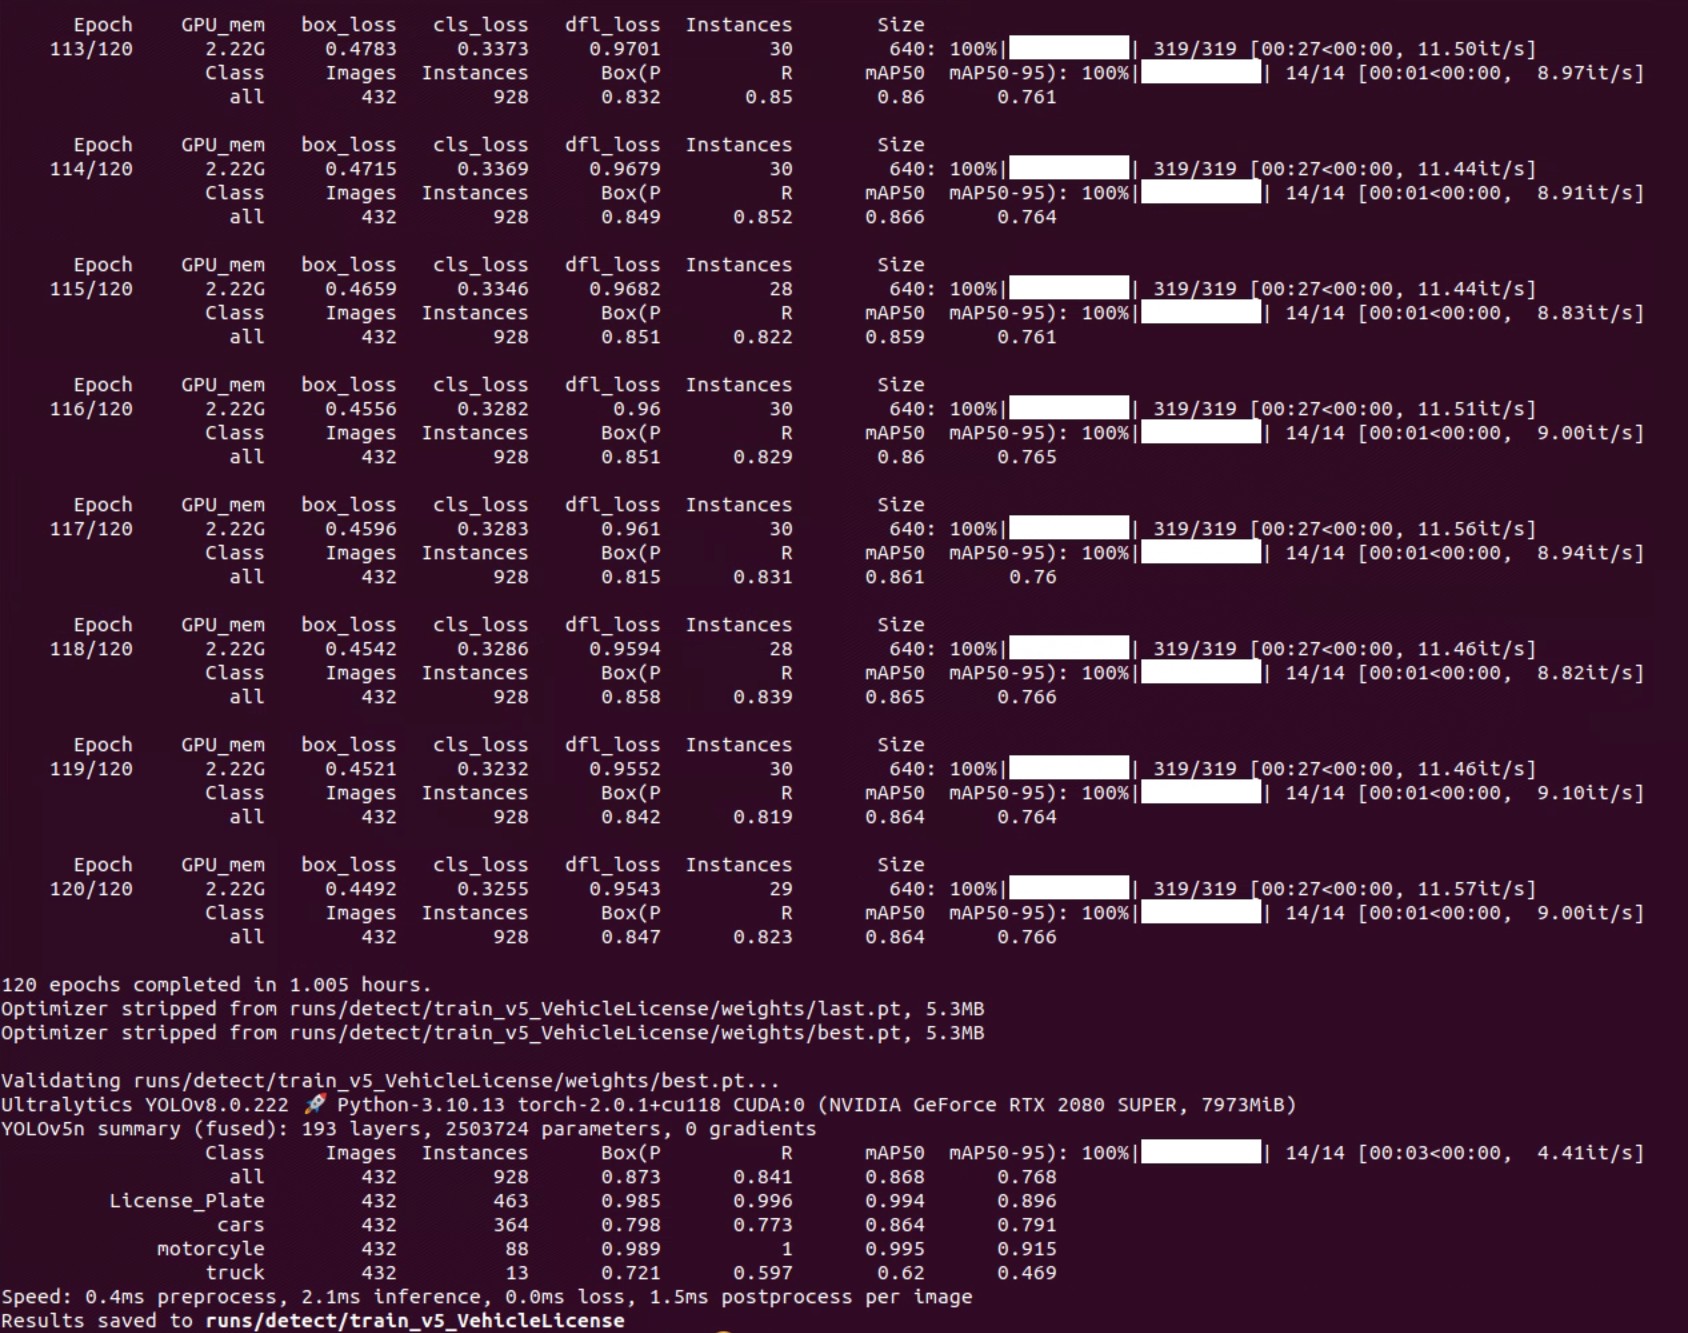 Epoch GPU_mem box_loss cls_loss dfl_loss Instances Size
113/120 2.22G 0.4783 0.3373 0.9701 30 640: 100%| | 319/319 [00:27<00:00, 11.50it/s]
Class Images Instances Box(P R mAP50 mAP50-95): 100%| | 14/14 [00:01<00:00, 8.97it/s]
all 432 928 0.832 0.85 0.86 0.761
Epoch GPU_mem box_loss cls_loss dfl_loss Instances Size
114/120 2.22G 0.4715 0.3369 0.9679 30 640: 100%| | 319/319 [00:27<00:00, 11.44it/s]
Class Images Instances Box(P R mAP50 mAP50-95): 100%| | 14/14 [00:01<00:00, 8.91it/s]
all 432 928 0.849 0.852 0.866 0.764
Epoch GPU_mem box_loss cls_loss dfl_loss Instances Size
115/120 2.22G 0.4659 0.3346 0.9682 28 640: 100%| | 319/319 [00:27<00:00, 11.44it/s]
Class Images Instances Box(P R mAP50 mAP50-95): 100%| | 14/14 [00:01<00:00, 8.83it/s]
all 432 928 0.851 0.822 0.859 0.761
Epoch GPU_mem box_loss cls_loss dfl_loss Instances Size
116/120 2.22G 0.4556 0.3282 0.96 30 640: 100%| | 319/319 [00:27<00:00, 11.51it/s]
Class Images Instances Box(P R mAP50 mAP50-95): 100%| | 14/14 [00:01<00:00, 9.00it/s]
all 432 928 0.851 0.829 0.86 0.765
Epoch GPU_mem box_loss cls_loss dfl_loss Instances Size
117/120 2.22G 0.4596 0.3283 0.961 30 640: 100%| | 319/319 [00:27<00:00, 11.56it/s]
Class Images Instances Box(P R mAP50 mAP50-95): 100%| | 14/14 [00:01<00:00, 8.94it/s]
all 432 928 0.815 0.831 0.861 0.76
Epoch GPU_mem box_loss cls_loss dfl_loss Instances Size
118/120 2.22G 0.4542 0.3286 0.9594 28 640: 100%| | 319/319 [00:27<00:00, 11.46it/s]
Class Images Instances Box(P R mAP50 mAP50-95): 100%| | 14/14 [00:01<00:00, 8.82it/s]
all 432 928 0.858 0.839 0.865 0.766
Epoch GPU_mem box_loss cls_loss dfl_loss Instances Size
119/120 2.22G 0.4521 0.3232 0.9552 30 640: 100%| | 319/319 [00:27<00:00, 11.46it/s]
Class Images Instances Box(P R mAP50 mAP50-95): 100%| | 14/14 [00:01<00:00, 9.10it/s]
all 432 928 0.842 0.819 0.864 0.764
Epoch GPU_mem box_loss cls_loss dfl_loss Instances Size
120/120 2.22G 0.4492 0.3255 0.9543 29 640: 100%| | 319/319 [00:27<00:00, 11.57it/s]
Class Images Instances Box(P R mAP50 mAP50-95): 100%| | 14/14 [00:01<00:00, 9.00it/s]
all 432 928 0.847 0.823 0.864 0.766
120 epochs completed in 1.005 hours.
Optimizer stripped from runs/detect/train_v5_VehicleLicense/weights/last.pt, 5.3MB
Optimizer stripped from runs/detect/train_v5_VehicleLicense/weights/best.pt, 5.3MB
Validating runs/detect/train_v5_VehicleLicense/weights/best.pt...
Ultralytics YOLOv8.0.222 🚀 Python-3.10.13 torch-2.0.1+cu118 CUDA:0 (NVIDIA GeForce RTX 2080 SUPER, 7973MiB)
YOLOv5n summary (fused): 193 layers, 2503724 parameters, 0 gradients
Class Images Instances Box(P R mAP50 mAP50-95): 100%| | 14/14 [00:03<00:00, 4.41it/s]
all 432 928 0.873 0.841 0.868 0.768
License_Plate 432 463 0.985 0.996 0.994 0.896
cars 432 364 0.798 0.773 0.864 0.791
motorcyle 432 88 0.989 1 0.995 0.915
truck 432 13 0.721 0.597 0.62 0.469
Speed: 0.4ms preprocess, 2.1ms inference, 0.0ms loss, 1.5ms postprocess per image
Results saved to runs/detect/train_v5_VehicleLicense